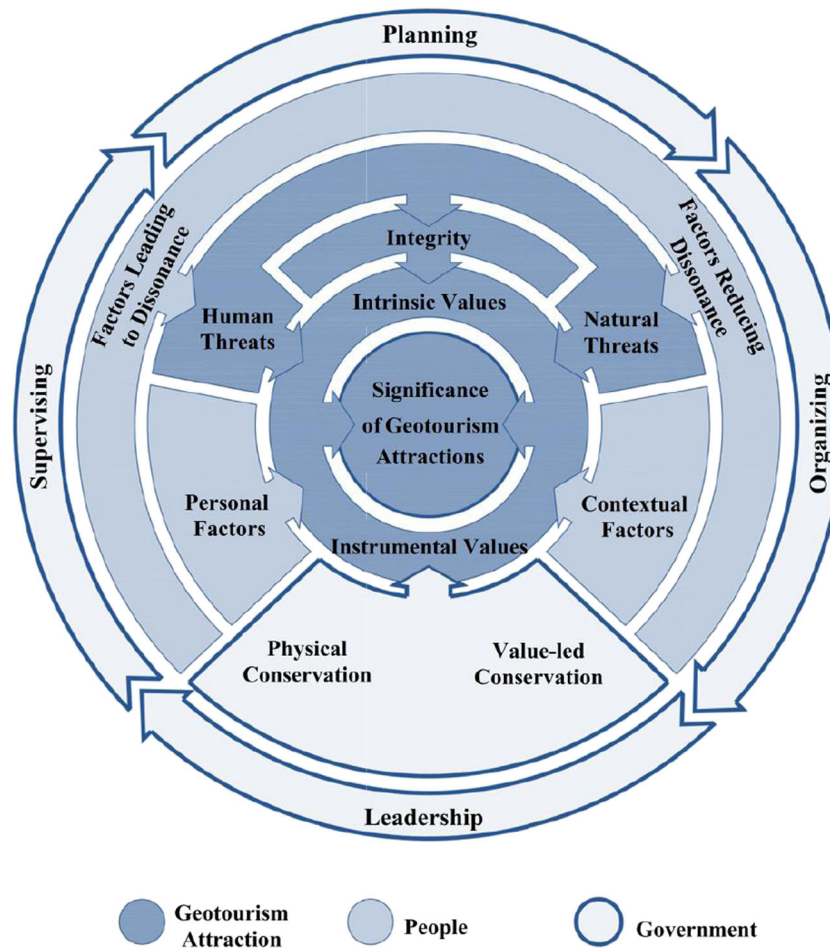 Planning
Factors Leading
to Dissonance
Factors Reducing
Dissonance
Integrity
Intrinsic Values
Human
Threats
Natural
Threats
Significance
of Geotourism
Attractions
Supervising
Organizing
Personal
Factors
Contextual
Factors
Instrumental Values
Physical
Conservation
Value-led
Conservation
Leadership
Geotourism
Attraction
People
Government